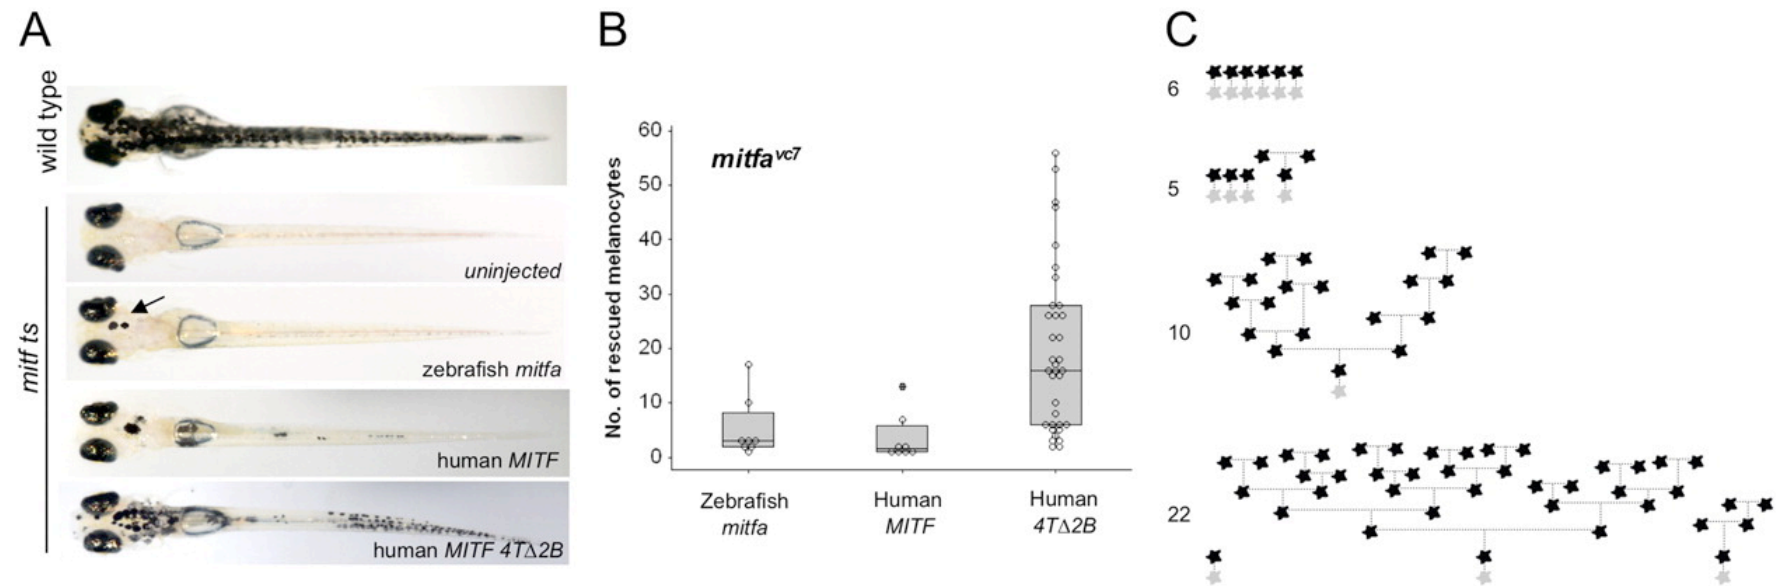 A
wild type
mitf ts
uninjected
zebrafish mitfa
human MITF
human MITF 4TΔ2B
B
No. of rescued melanocytes
mitfa^vc7
60
50
40
30
20
10
0
Zebrafish
mitfa
Human
MITF
Human
4TΔ2B
C
6
5
10
22